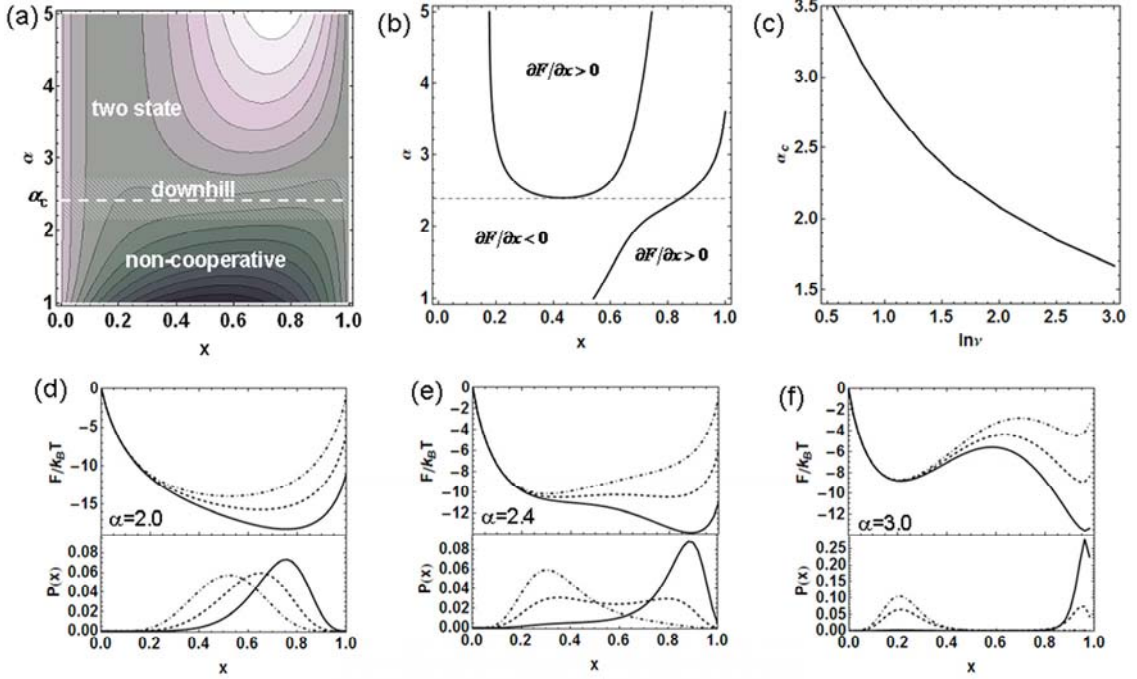 (a)
5
4
α 3
αc
2
1
two state
downhill
non-cooperative
0.0 0.2 0.4 0.6 0.8 1.0
x
(b)
5
4
α 3
2
1
∂F/∂x>0
∂F/∂x<0
∂F/∂x>0
0.0 0.2 0.4 0.6 0.8 1.0
x
(c)
3.5
3.0
αc 2.5
2.0
1.5
0.5 1.0 1.5 2.0 2.5 3.0
lnν
(d)
0
-5
F/kBT -10
-15
α=2.0
0.08
0.06
P(x) 0.04
0.02
0.00
0.0 0.2 0.4 0.6 0.8 1.0
x
(e)
0
-2
-4
F/kBT -6
-8
-10
-12
α=2.4
0.08
0.06
P(x) 0.04
0.02
0.00
0.0 0.2 0.4 0.6 0.8 1.0
x
(f)
0
-2
-4
F/kBT -6
-8
-10
-12
α=3.0
0.25
0.20
P(x) 0.15
0.10
0.05
0.00
0.0 0.2 0.4 0.6 0.8 1.0
x